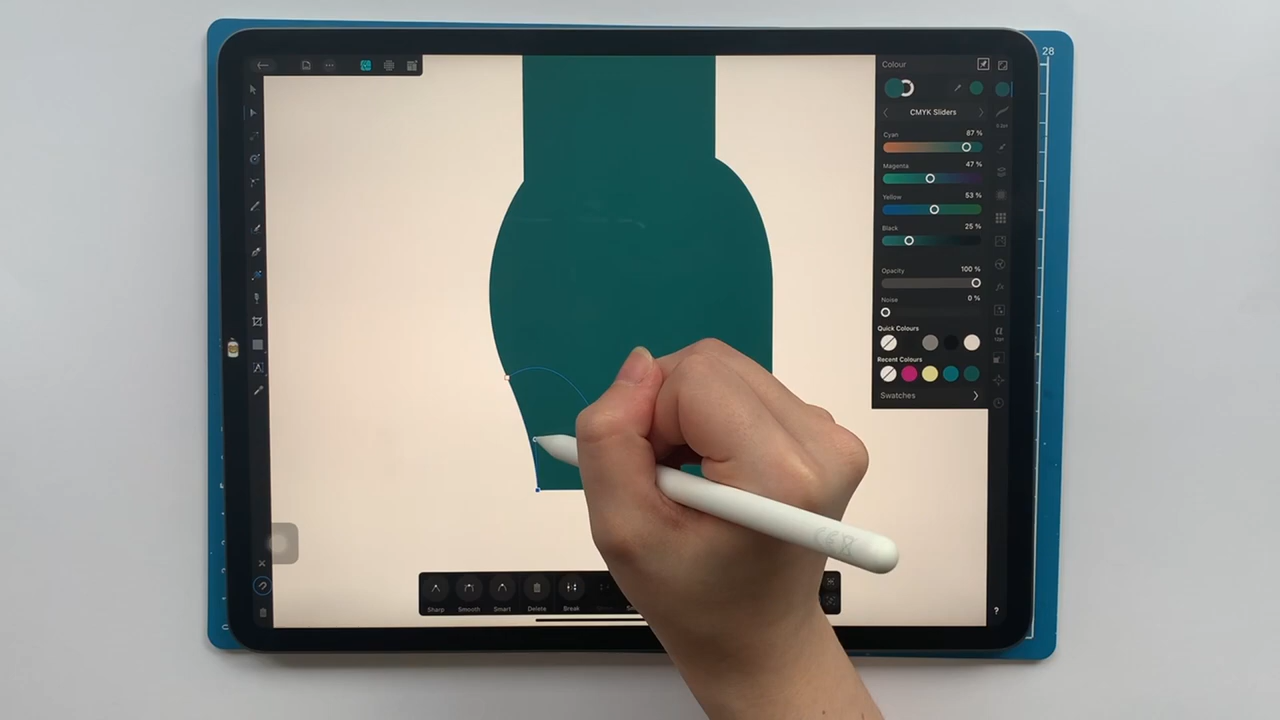 28
Colour
CMYK Sliders
Cyan 87 %
Magenta 47 %
Yellow 53 %
Black 25 %
Opacity 100 %
Noise 0 %
Quick Colours
Recent Colours
Swatches
Sharp Smooth Smart Delete Break
?
CE